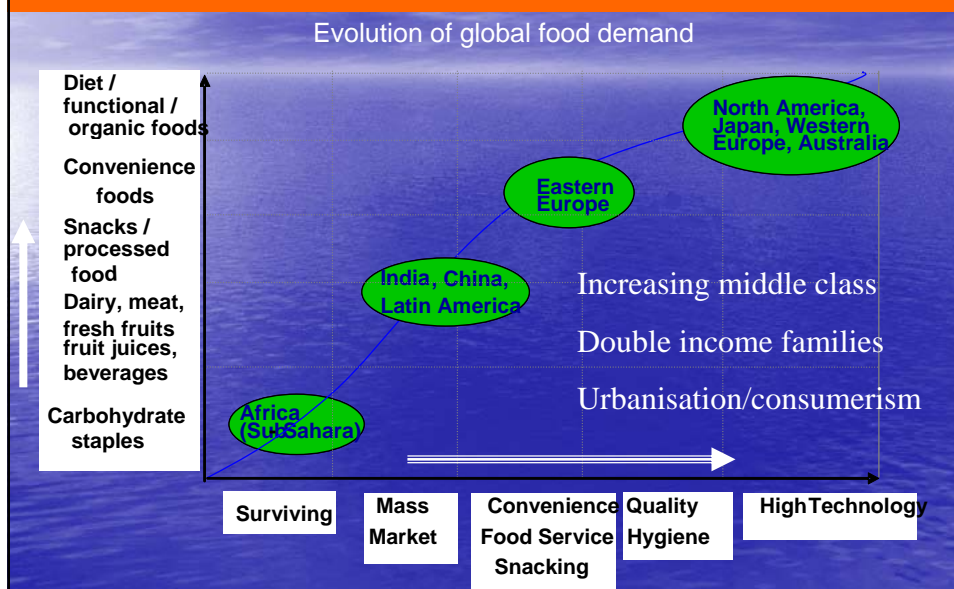 Evolution of global food demand
Diet /
functional /
organic foods
Convenience
foods
Snacks /
processed
food
Dairy, meat,
fresh fruits
fruit juices,
beverages
Carbohydrate
staples
North America,
Japan, Western
Europe, Australia
Eastern
Europe
India, China,
Latin America
Africa
(Sub-Sahara)
Increasing middle class
Double income families
Urbanisation/consumerism
Surviving
Mass
Market
Convenience
Food Service
Snacking
Quality
Hygiene
HighTechnology